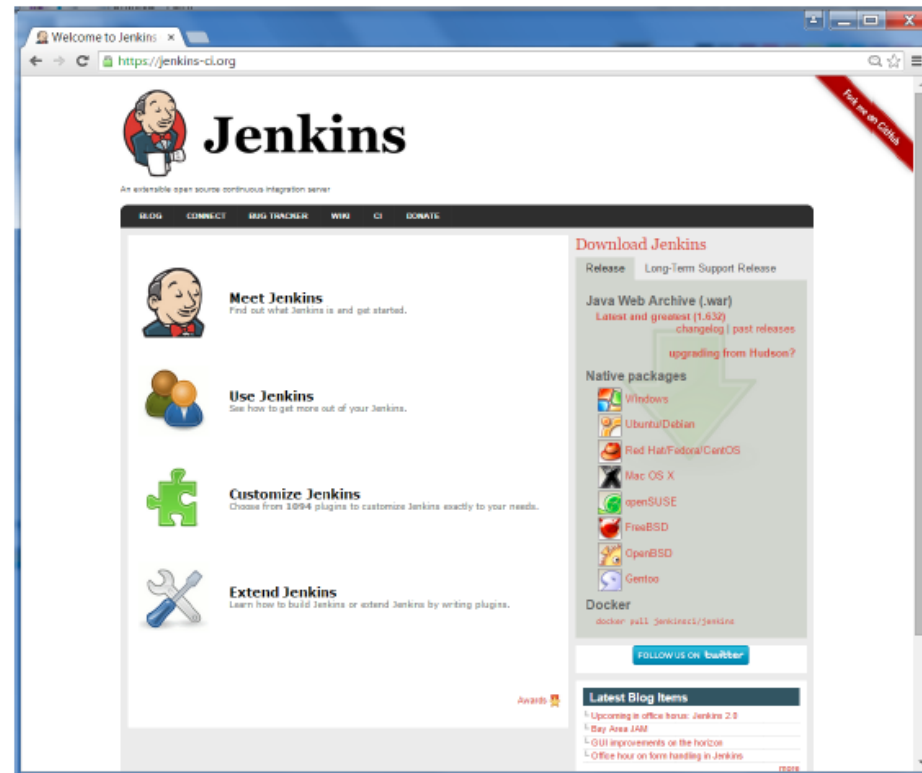 Welcome to Jenkins
https://jenkins-ci.org
Fork me on GitHub
Jenkins
An extensible open source continuous integration server
BLOG CONNECT BUG TRACKER WIKI CI DONATE
Meet Jenkins
Find out what Jenkins is and get started.
Use Jenkins
See how to get more out of your Jenkins.
Customize Jenkins
Choose from 1094 plugins to customize Jenkins exactly to your needs.
Extend Jenkins
Learn how to build Jenkins or extend Jenkins by writing plugins.
Awards
Download Jenkins
Release Long-Term Support Release
Java Web Archive (.war)
Latest and greatest (1.632)
changelog | past releases
upgrading from Hudson?
Native packages
Windows
Ubuntu/Debian
Red Hat/Fedora/CentOS
Mac OS X
openSUSE
FreeBSD
OpenBSD
Gentoo
Docker
docker pull jenkinsci/jenkins
FOLLOW US ON twitter
Latest Blog Items
Upcoming in office horus: Jenkins 2.0
Bay Area JAM
GUI improvements on the horizon
Office hour on form handling in Jenkins
more